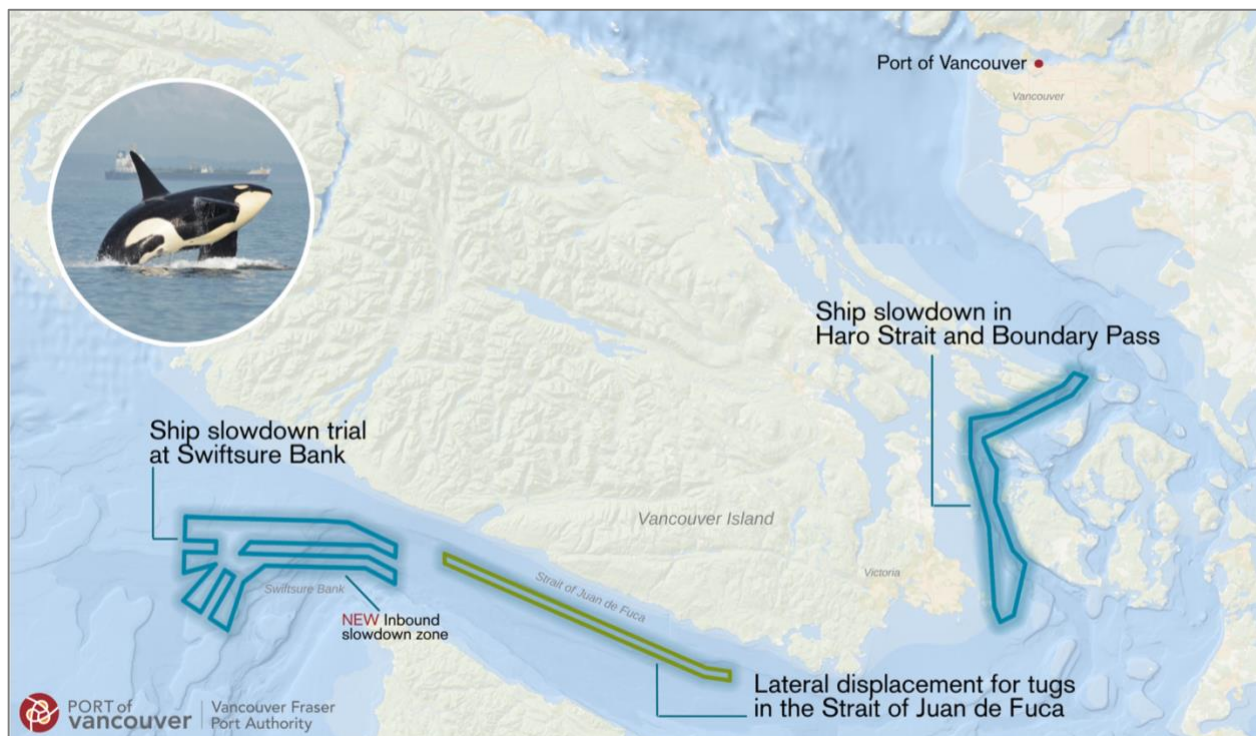 Port of Vancouver
Vancouver
Ship slowdown in
Haro Strait and Boundary Pass
Ship slowdown trial
at Swiftsure Bank
Vancouver Island
Strait of Juan de Fuca
Victoria
Swiftsure Bank
NEW Inbound
slowdown zone
Lateral displacement for tugs
in the Strait of Juan de Fuca
PORT of
vancouver
Vancouver Fraser
Port Authority